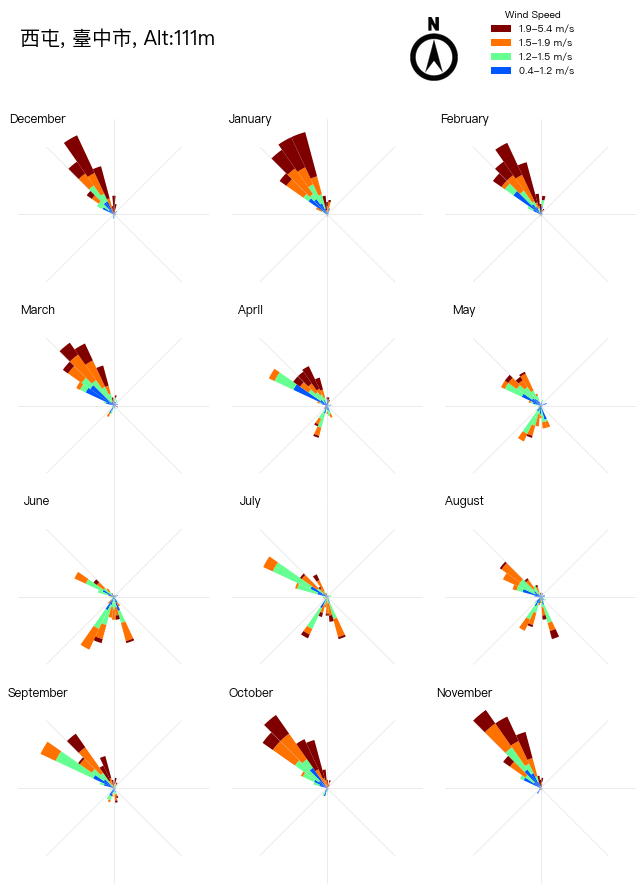 西屯, 臺中市, Alt:111m
N
Wind Speed
1.9–5.4 m/s
1.5–1.9 m/s
1.2–1.5 m/s
0.4–1.2 m/s
December
January
February
March
April
May
June
July
August
September
October
November